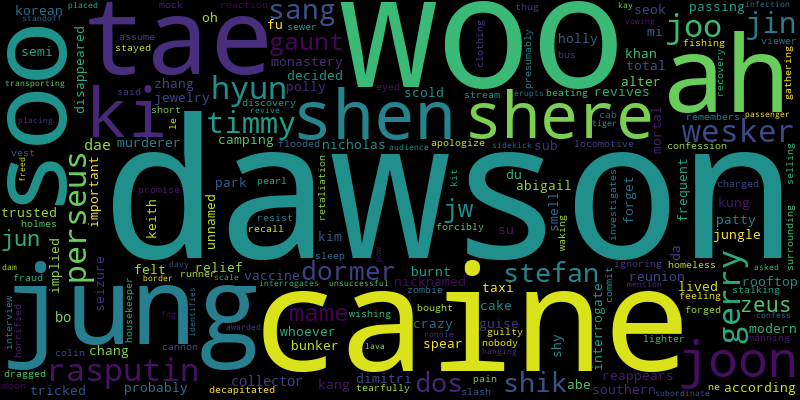 korean
standoff
placed
tae
mock
reaction
sang
oh
thug
sewer
fu
woo
clothing
presumably
kay
vowing
infection
seok
passing
jin
holly
mi
fishing
viewer
joo
khan
total
bus
ah
gathering
recovery
soo
semi
transporting
disappeared
ki
gaunt
monastery
decided
hyun
zhang
jewelry
polly
scold
eyed
stream
erupts
beating
revives
alter
mortal
remembers
passenger
placing
said
short
le
timmy
discovery
revive
shen
shere
cab
tiger
wesker
vest
murderer
camping
flooded
nicholas
audience
apologize
sidekick
sub
locomotive
confession
freed
dae
trusted
holmes
important
perseus
dawson
promise
keith
park
pearl
unnamed
resist
recall
retaliation
kim
sleep
jw
forcibly
kit
du
abigail
su
smell
waking
investigates
forget
frequent
charged
kung
patty
jungle
selling
surrounding
jun
dam
fraud
implied
bo
seizure
felt
relief
davy
runner
border
scale
vaccine
interrogates
dormer
unsuccessful
burnt
nicknamed
zombie
stefan
taxi
ignoring
reunion
da
homeless
asked
rooftop
stalking
lived
feeling
mention
forged
gerry
zeus
modern
confess
manning
interview
horrified
jung
housekeeper
cannon
identifies
fcg
awarded
mame
whoever
bunker
wishing
lava
pow
bought
crazy
ronnie
cake
guise
guilty
spear
nobody
hanging
caine
shy
interrogate
commit
lighter
joon
colin
chang
dragged
moon
tricked
rasputin
probably
decapitated
collector
kang
dimitri
tearfully
dos
pain
slash
shik
abe
reappears
southern
subordinate
ne
according